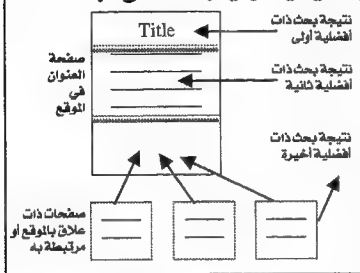 Title
نتيجة بحث ذات
أفضلية أولى
صفحة
العنوان
في
الموقع
نتيجة بحث ذات
أفضلية ثانية
نتيجة بحث ذات
أفضلية أخيرة
صفحات ذات
علاق بالموقع أو
مرتبطة به